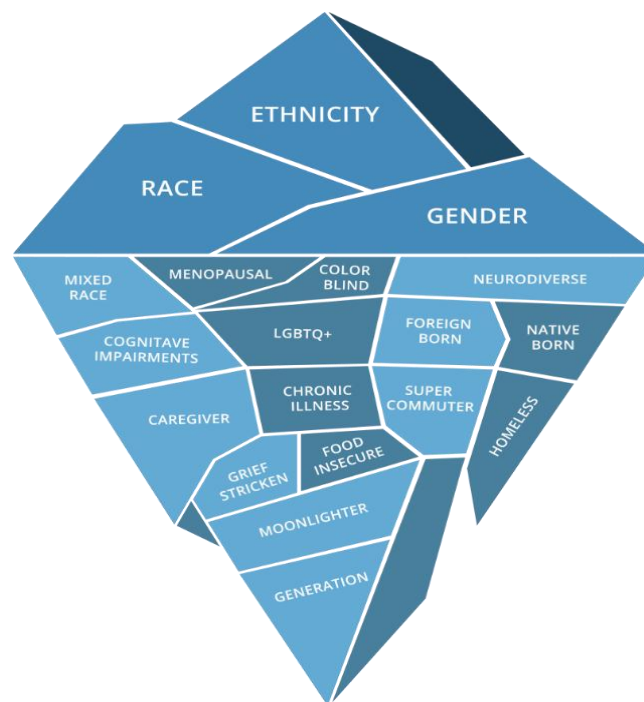 ETHNICITY
RACE
GENDER
MIXED
RACE
MENOPAUSAL
COLOR
BLIND
NEURODIVERSE
COGNITAVE
IMPAIRMENTS
LGBTQ+
FOREIGN
BORN
NATIVE
BORN
CAREGIVER
CHRONIC
ILLNESS
SUPER
COMMUTER
HOMELESS
GRIEF
STRICKEN
FOOD
INSECURE
MOONLIGHTER
GENERATION